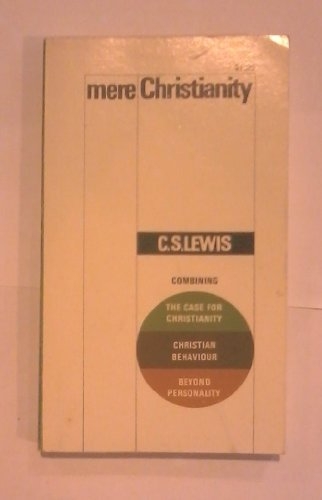 mere Christianity
C.S.LEWIS
COMBINING
THE CASE FOR
CHRISTIANITY
CHRISTIAN
BEHAVIOUR
BEYOND
PERSONALITY